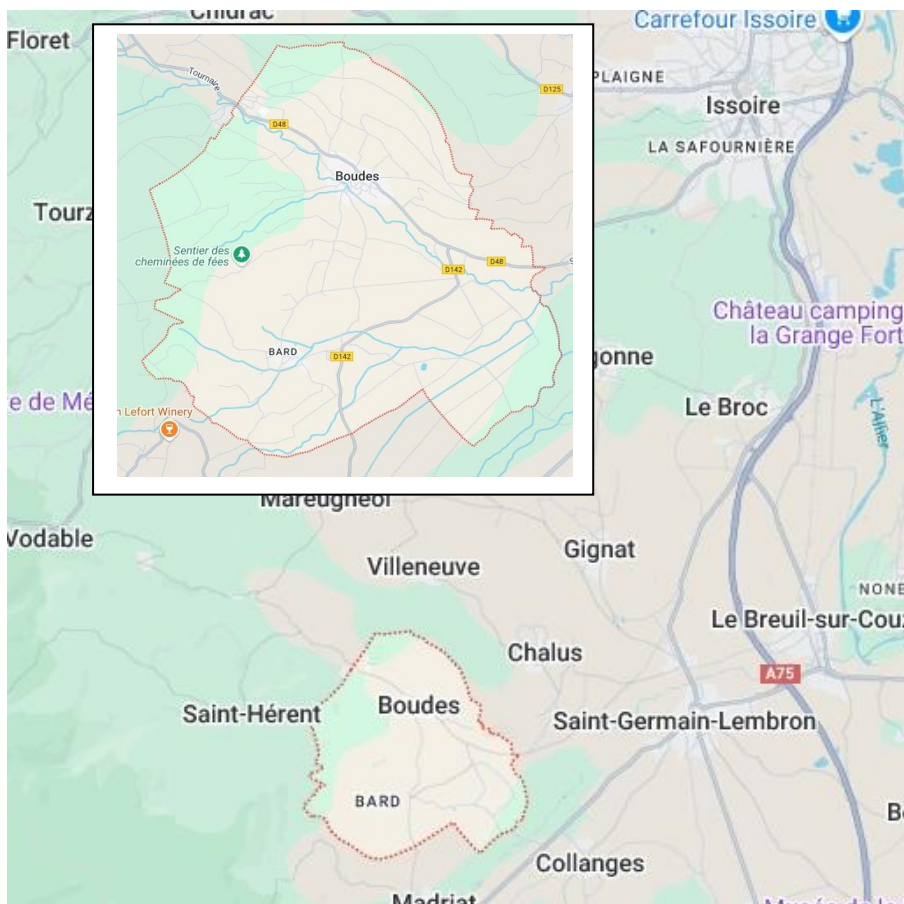 Chidrac
Carrefour Issoire
Floret
Tournaire
D125
PLAIGNE
D48
Issoire
LA SAFOURNIÈRE
Boudes
Tourz
Sentier des
cheminées de fées
D48
D142
Château camping
la Grange Fort
BARD
D142
gonne
e de Mé
n Lefort Winery
Le Broc
L'Allier
Mareugheol
Vodable
Gignat
Villeneuve
NONE
Le Breuil-sur-Couz
Chalus
A75
Boudes
Saint-Hérent
Saint-Germain-Lembron
BARD
B
Collanges
Madriat